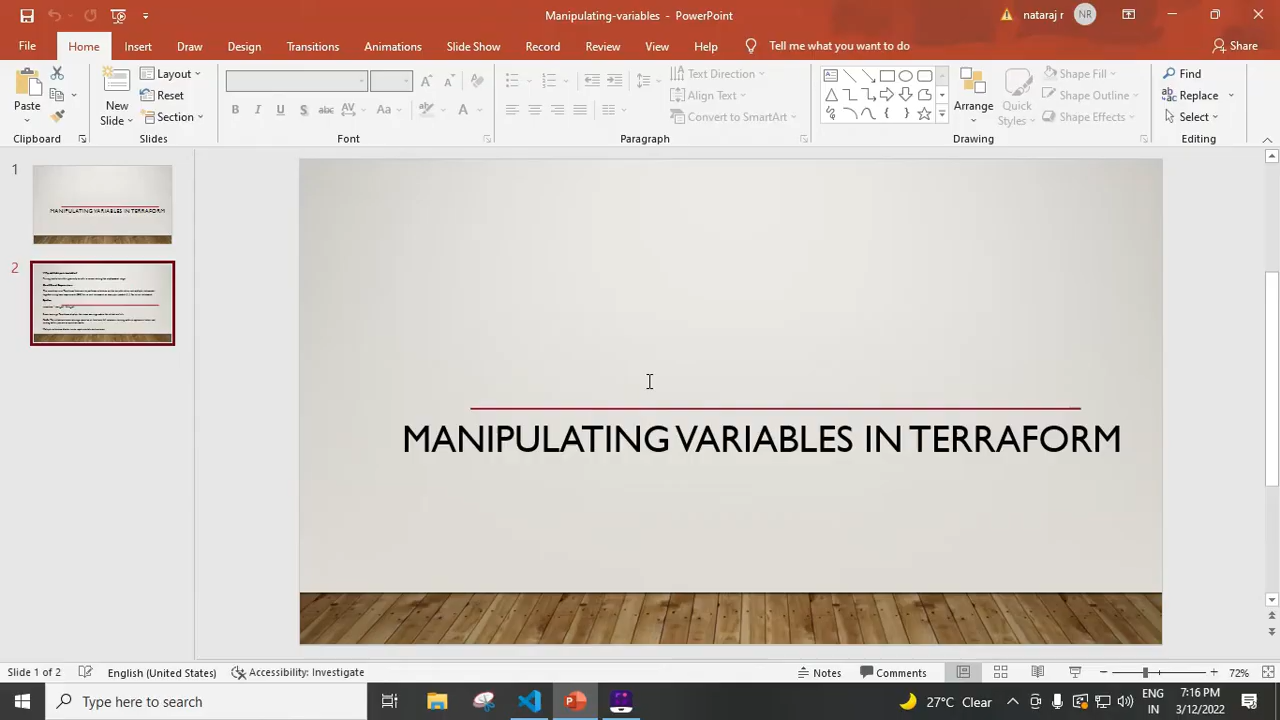 Manipulating-variables - PowerPoint
nataraj r
NR
File
Home
Insert
Draw
Design
Transitions
Animations
Slide Show
Record
Review
View
Help
Tell me what you want to do
Share
Paste
New Slide
Layout
Reset
Section
Text Direction
Align Text
Convert to SmartArt
Arrange
Quick Styles
Shape Fill
Shape Outline
Shape Effects
Find
Replace
Select
Clipboard
Slides
Font
Paragraph
Drawing
Editing
1
MANIPULATING VARIABLES IN TERRAFORM
2
MANIPULATING VARIABLES IN TERRAFORM
Slide 1 of 2
English (United States)
Accessibility: Investigate
Notes
Comments
72%
Type here to search
27°C Clear
ENG
IN
7:16 PM
3/12/2022